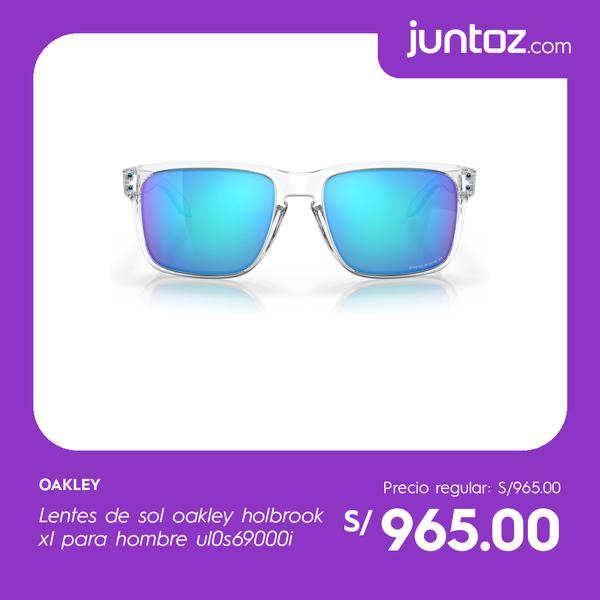 juntoz.com
OAKLEY
Lentes de sol oakley holbrook
xl para hombre ul0s69000i
Precio regular: S/965.00
S/ 965.00